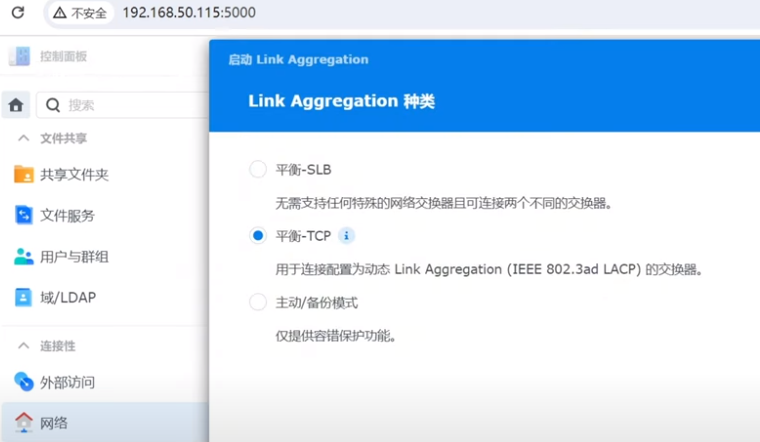 不安全 192.168.50.115:5000
控制面板
搜索
文件共享
共享文件夹
文件服务
用户与群组
域/LDAP
连接性
外部访问
网络
启动 Link Aggregation
Link Aggregation 种类
平衡-SLB
无需支持任何特殊的网络交换器且可连接两个不同的交换器。
平衡-TCP
用于连接配置为动态 Link Aggregation (IEEE 802.3ad LACP) 的交换器。
主动/备份模式
仅提供容错保护功能。